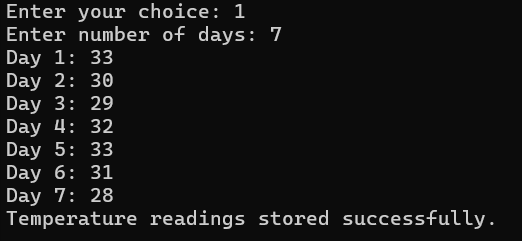 Enter your choice: 1
Enter number of days: 7
Day 1: 33
Day 2: 30
Day 3: 29
Day 4: 32
Day 5: 33
Day 6: 31
Day 7: 28
Temperature readings stored successfully.